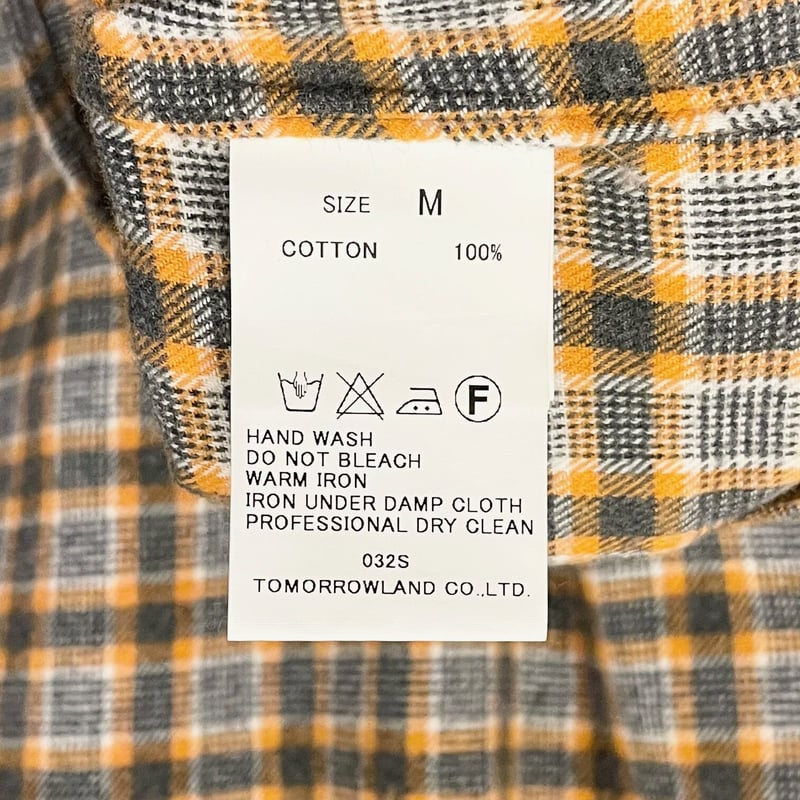 SIZE M
COTTON 100%
F
HAND WASH
DO NOT BLEACH
WARM IRON
IRON UNDER DAMP CLOTH
PROFESSIONAL DRY CLEAN
032S
TOMORROWLAND CO.,LTD.